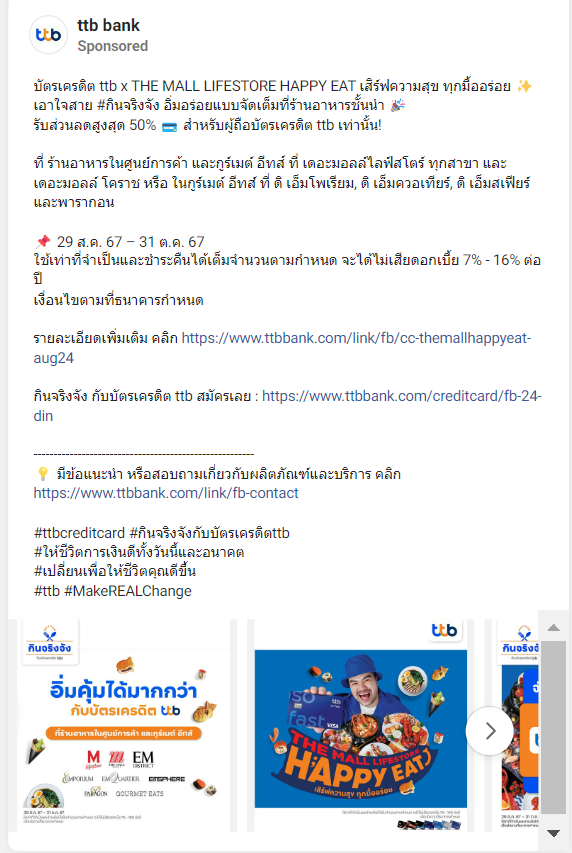 ttb
ttb bank
Sponsored
บัตรเครดิต ttb x THE MALL LIFESTORE HAPPY EAT เสิร์ฟความสุข ทุกมื้ออร่อย ✨
เอาใจสาย #กินจริงจัง อิ่มอร่อยแบบจัดเต็มที่ร้านอาหารชั้นนำ 🎉
รับส่วนลดสูงสุด 50% 💳 สำหรับผู้ถือบัตรเครดิต ttb เท่านั้น!
ที่ ร้านอาหารในศูนย์การค้า และกูร์เมต์ อีทส์ ที่ เดอะมอลล์ไลฟ์สโตร์ ทุกสาขา และ
เดอะมอลล์ โคราช หรือ ในกูร์เมต์ อีทส์ ที่ ดิ เอ็มโพเรียม, ดิ เอ็มควอเทียร์, ดิ เอ็มสเฟียร์
และพารากอน
📌 29 ส.ค. 67 – 31 ต.ค. 67
ใช้เท่าที่จำเป็นและชำระคืนได้เต็มจำนวนตามกำหนด จะได้ไม่เสียดอกเบี้ย 7% - 16% ต่อ
ปี
เงื่อนไขตามที่ธนาคารกำหนด
รายละเอียดเพิ่มเติม คลิก https://www.ttbbank.com/link/fb/cc-themallhappyeat-
aug24
กินจริงจัง กับบัตรเครดิต ttb สมัครเลย : https://www.ttbbank.com/creditcard/fb-24-
din
-------------------------------------------------------
💡 มีข้อแนะนำ หรือสอบถามเกี่ยวกับผลิตภัณฑ์และบริการ คลิก
https://www.ttbbank.com/link/fb-contact
#ttbcreditcard #กินจริงจังกับบัตรเครดิตttb
#ให้ชีวิตการเงินดีทั้งวันนี้และอนาคต
#เปลี่ยนเพื่อให้ชีวิตคุณดีขึ้น
#ttb #MakeREALChange
กินจริงจัง
อิ่มคุ้มได้มากกว่า
กับบัตรเครดิต ttb
ที่ร้านอาหารในศูนย์การค้า และกูร์เมต์ อีทส์
M THE MALL EM DISTRICT
EMPORIUM EMQUARTIER EMSPHERE
PARAGON GOURMET EATS
ttb
so
fast
VISA
THE MALL LIFESTORE
HAPPY EAT
เสิร์ฟความสุข ทุกมื้ออร่อย
กินจริงจัง